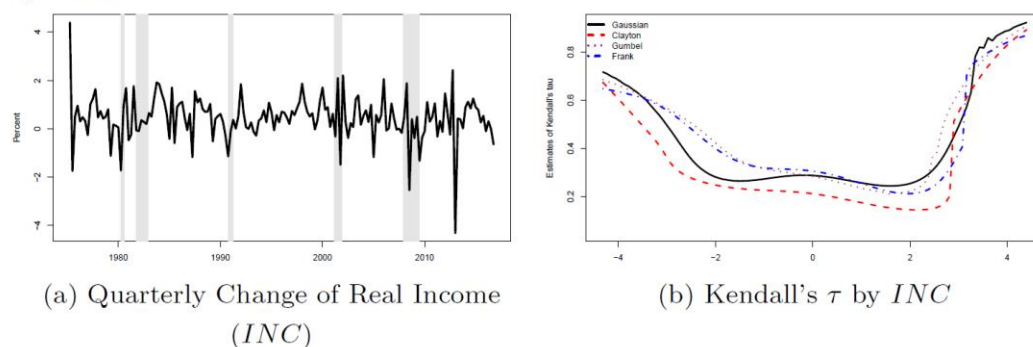 Gaussian
Clayton
Gumbel
Frank
Percent
4
2
0
−2
−4
1980
1990
2000
2010
Estimates of Kendall's tau
0.8
0.6
0.4
0.2
−4
−2
0
2
4
(a) Quarterly Change of Real Income
(INC)
(b) Kendall's τ by INC